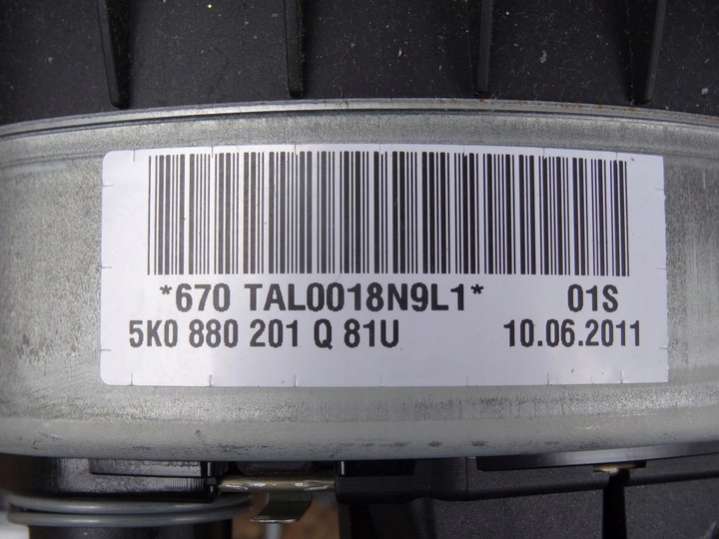 *670 TAL0018N9L1* 01S
5K0 880 201 Q 81U 10.06.2011